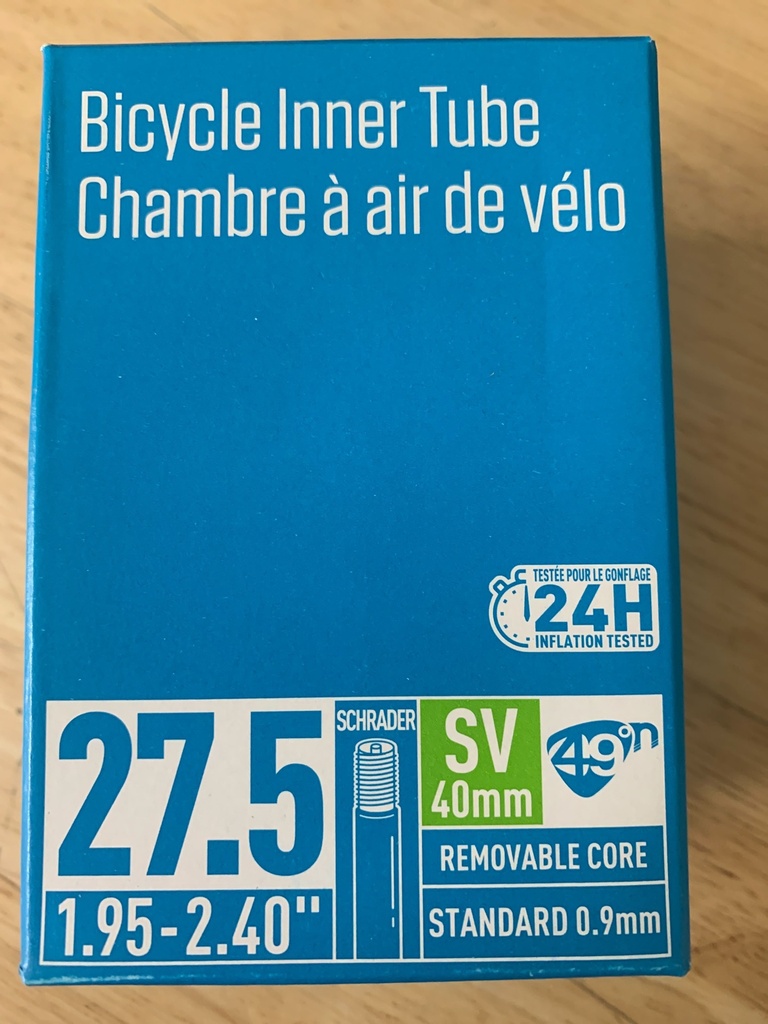 Bicycle Inner Tube
Chambre à air de vélo
TESTÉE POUR LE GONFLAGE
24H
INFLATION TESTED
27.5
1.95-2.40"
SCHRADER
SV
40mm
49°n
REMOVABLE CORE
STANDARD 0.9mm